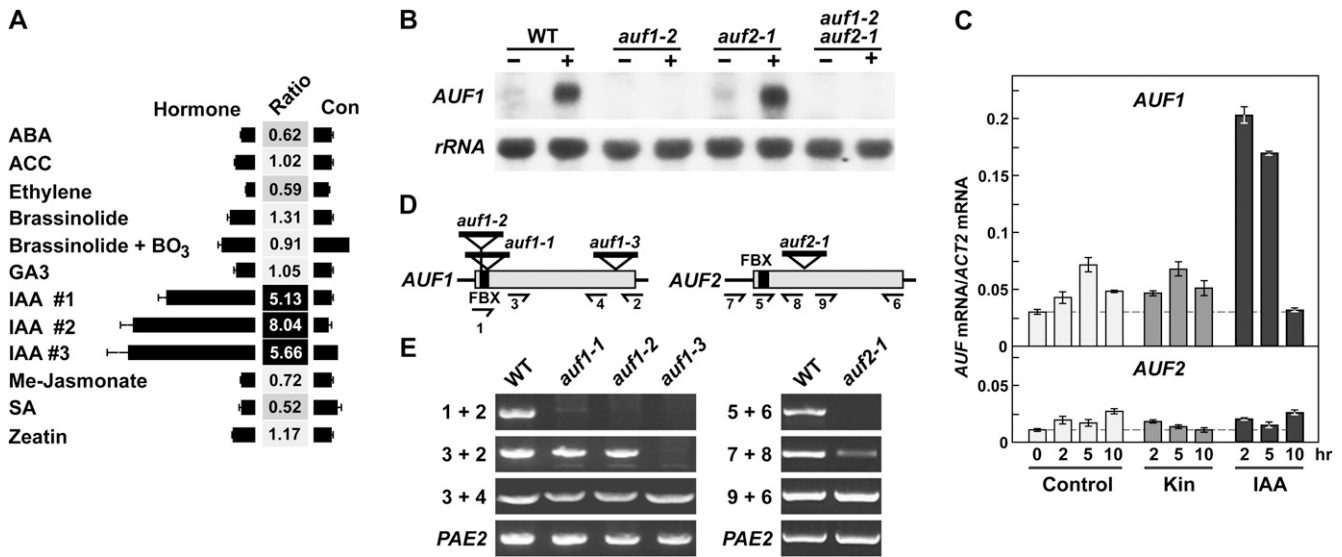 A
Hormone Ratio Con
ABA 0.62
ACC 1.02
Ethylene 0.59
Brassinolide 1.31
Brassinolide + BO3 0.91
GA3 1.05
IAA #1 5.13
IAA #2 8.04
IAA #3 5.66
Me-Jasmonate 0.72
SA 0.52
Zeatin 1.17
B
WT auf1-2 auf2-1 auf1-2 auf2-1
– + – + – + – +
AUF1
rRNA
C
AUF1
0.2
0.15
0.1
0.05
0
AUF2
0.05
0
AUF mRNA/ACT2 mRNA
0 2 5 10 2 5 10 2 5 10 hr
Control Kin IAA
D
auf1-2
auf1-1 auf1-3
AUF1
FBX
3 4 2
1
auf2-1
FBX
AUF2
7 5 8 9 6
E
WT auf1-1 auf1-2 auf1-3
1 + 2
3 + 2
3 + 4
PAE2
WT auf2-1
5 + 6
7 + 8
9 + 6
PAE2